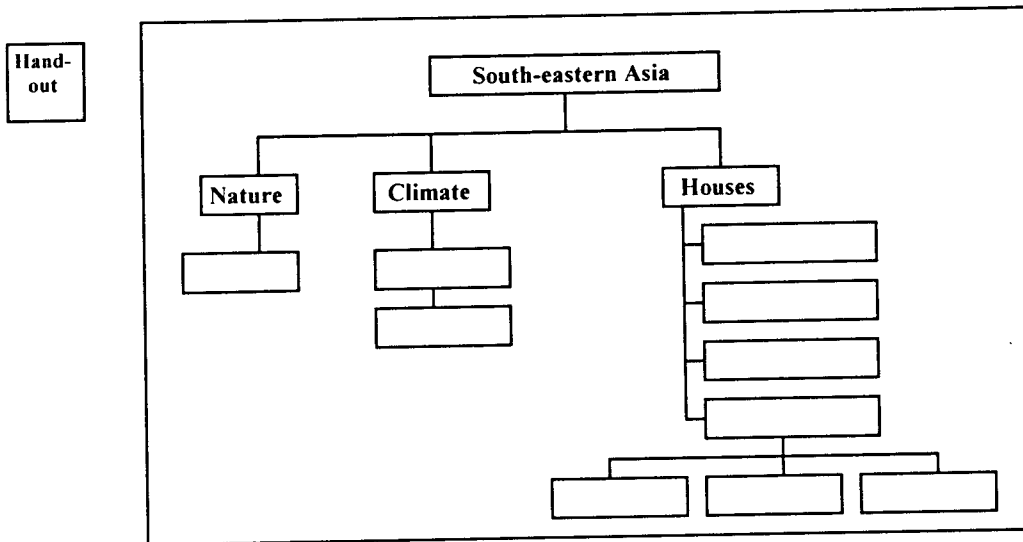 Hand-
out
South-eastern Asia
Nature
Climate
Houses